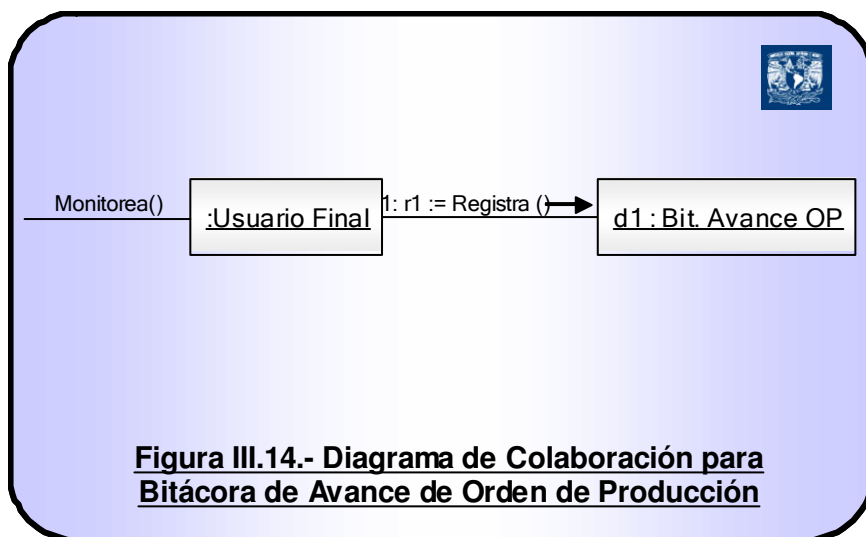 Monitorea()
:Usuario Final
1: r1 := Registra ()
d1 : Bit. Avance OP
Figura III.14.- Diagrama de Colaboración para
Bitácora de Avance de Orden de Producción